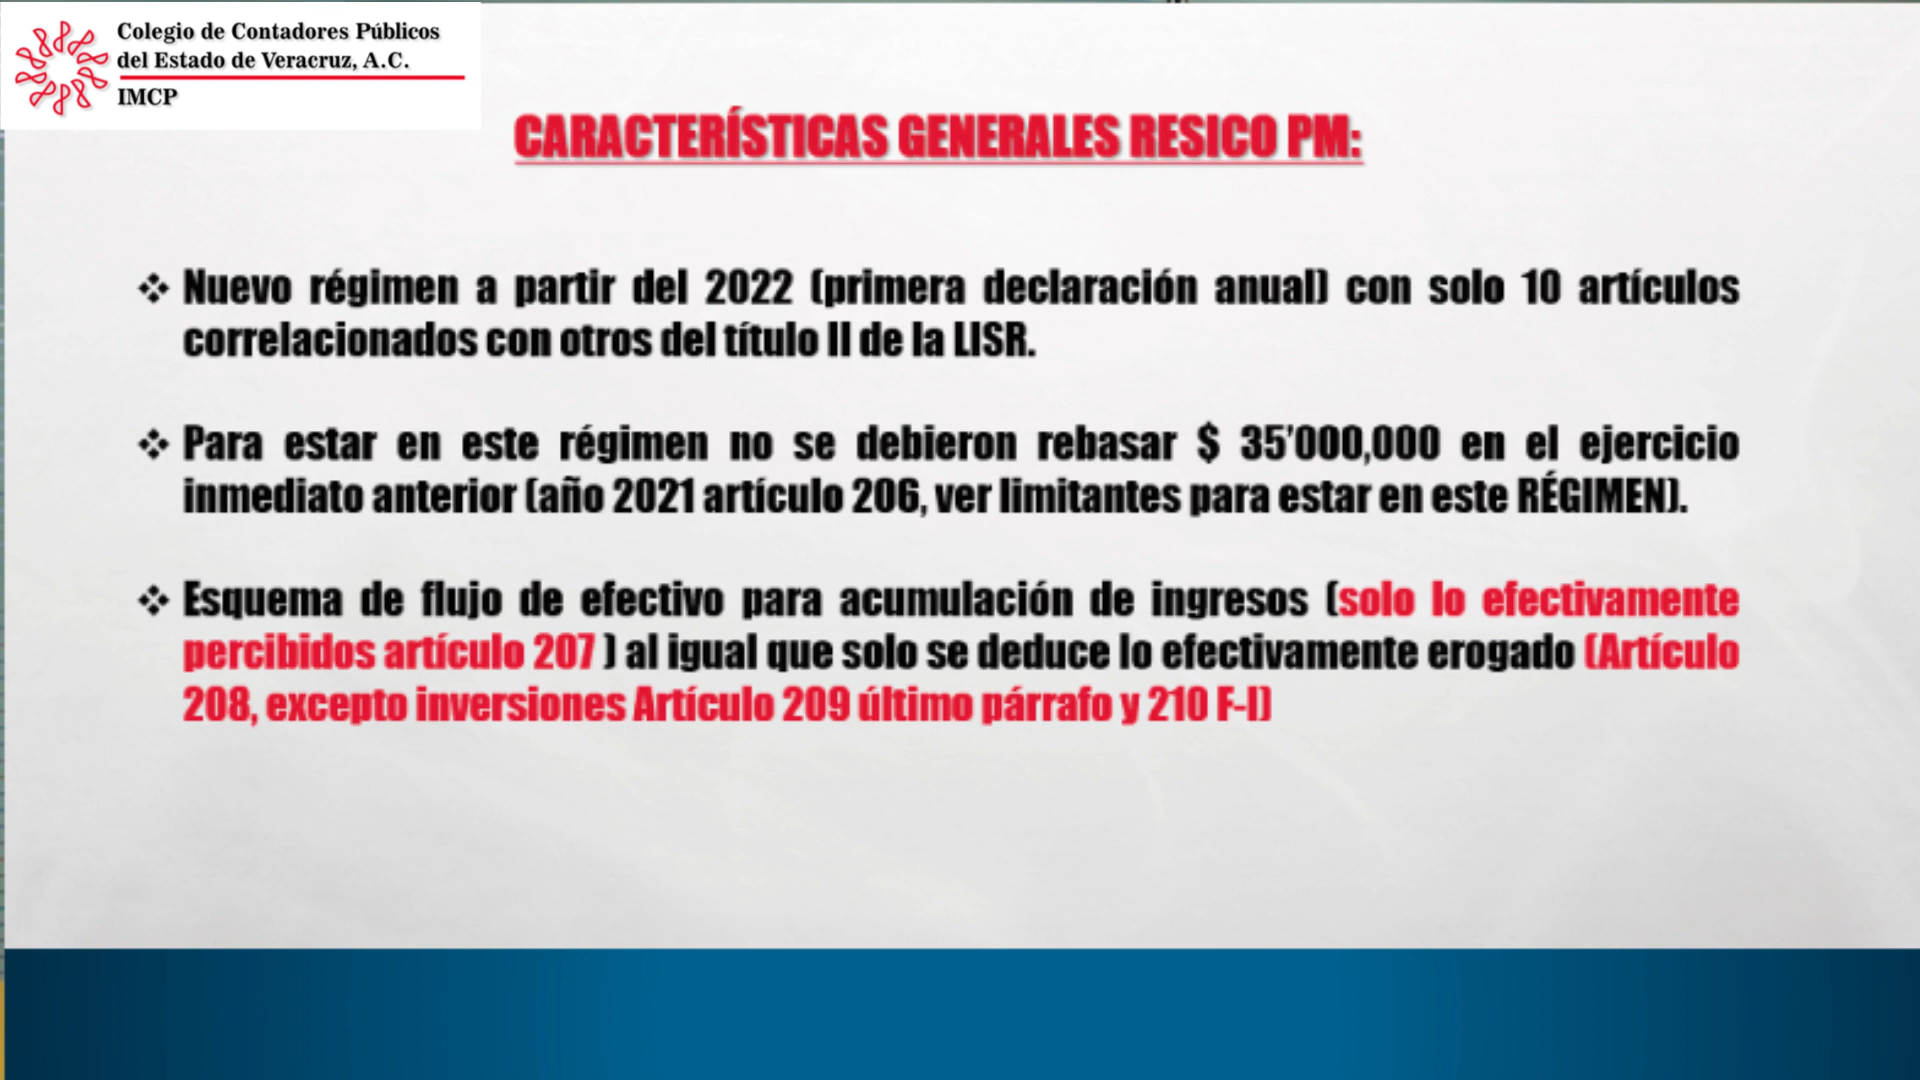 Colegio de Contadores Públicos
del Estado de Veracruz, A.C.
IMCP
CARACTERÍSTICAS GENERALES RESICO PM:
❖ Nuevo régimen a partir del 2022 (primera declaración anual) con solo 10 artículos
correlacionados con otros del título II de la LISR.
❖ Para estar en este régimen no se debieron rebasar $ 35’000,000 en el ejercicio
inmediato anterior (año 2021 artículo 206, ver limitantes para estar en este RÉGIMEN).
❖ Esquema de flujo de efectivo para acumulación de ingresos (solo lo efectivamente
percibidos artículo 207 ) al igual que solo se deduce lo efectivamente erogado (Artículo
208, excepto inversiones Artículo 209 último párrafo y 210 F-I)